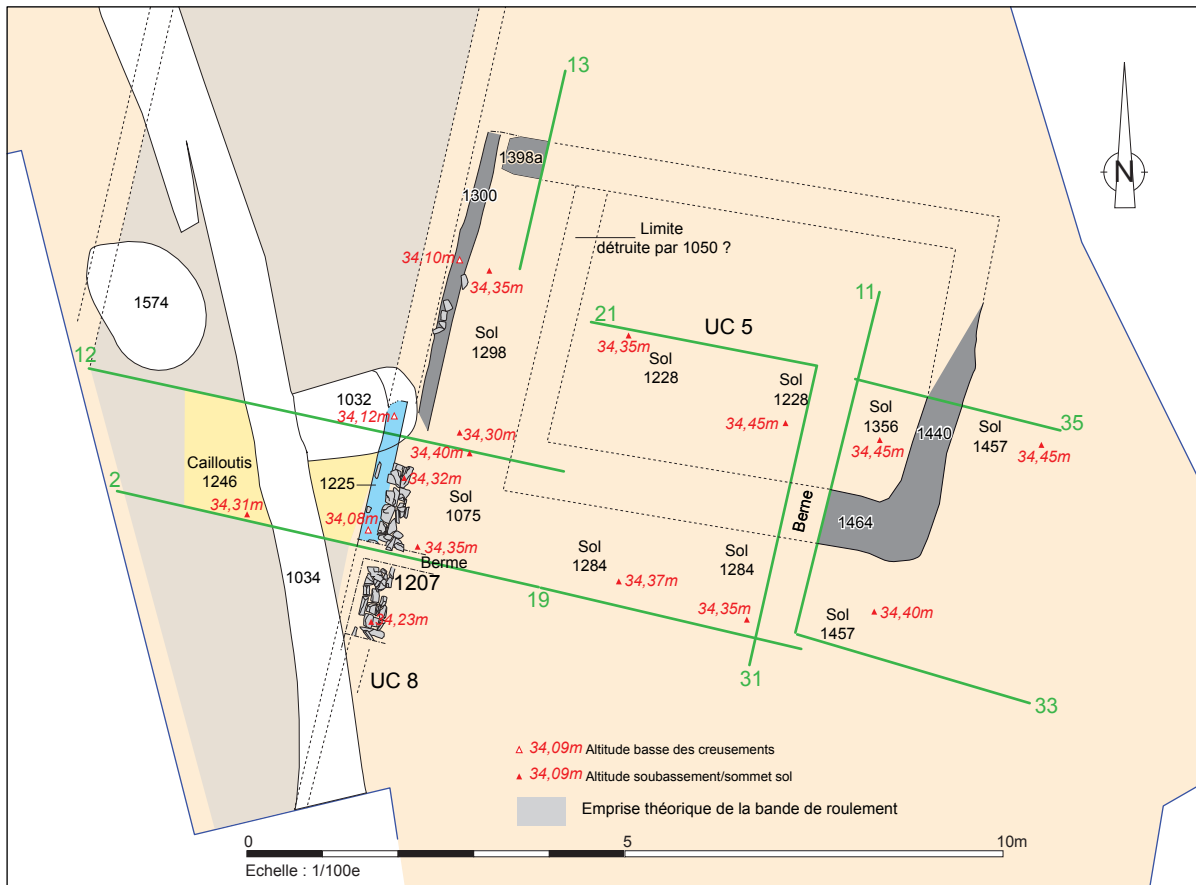 13
N
1398a
1300
Limite
détruite par 1050 ?
34,10m
34,35m
1574
11
21
UC 5
Sol
1298
34,35m
Sol
1228
12
Sol
1228
1032
34,12m
Sol
1356
1440
Sol
1457
35
34,30m
34,45m
34,45m
34,45m
34,40m
Cailloutis
1246
2
1225
34,32m
Sol
1075
34,31m
34,08m
Berne
1464
34,35m
Berme
Sol
1284
Sol
1284
1034
1207
34,37m
19
34,23m
34,35m
Sol
1457
34,40m
UC 8
31
33
34,09m Altitude basse des creusements
34,09m Altitude soubassement/sommet sol
Emprise théorique de la bande de roulement
0 5 10m
Echelle : 1/100e